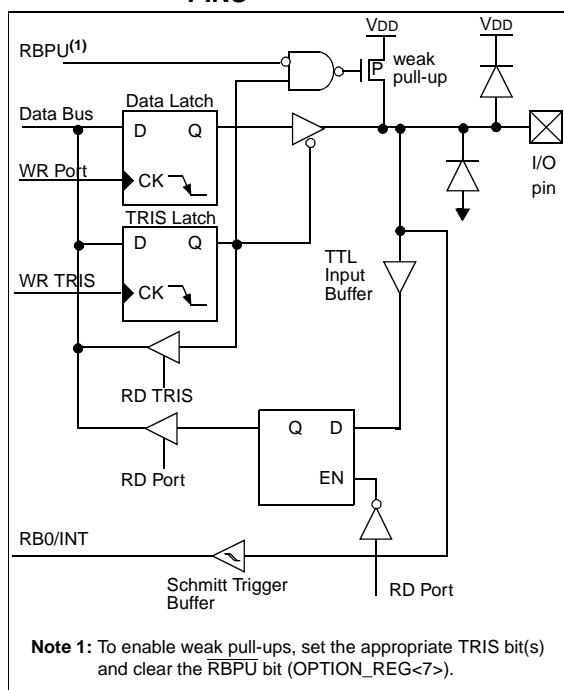 PINS
VDD
VDD
RBPU(1)
P
weak
pull-up
Data Latch
Data Bus
D Q
I/O
pin
WR Port
CK
TRIS Latch
D Q
TTL
Input
Buffer
WR TRIS
CK
RD TRIS
Q D
RD Port
EN
RB0/INT
Schmitt Trigger
Buffer
RD Port
Note 1: To enable weak pull-ups, set the appropriate TRIS bit(s)
and clear the RBPU bit (OPTION_REG<7>).